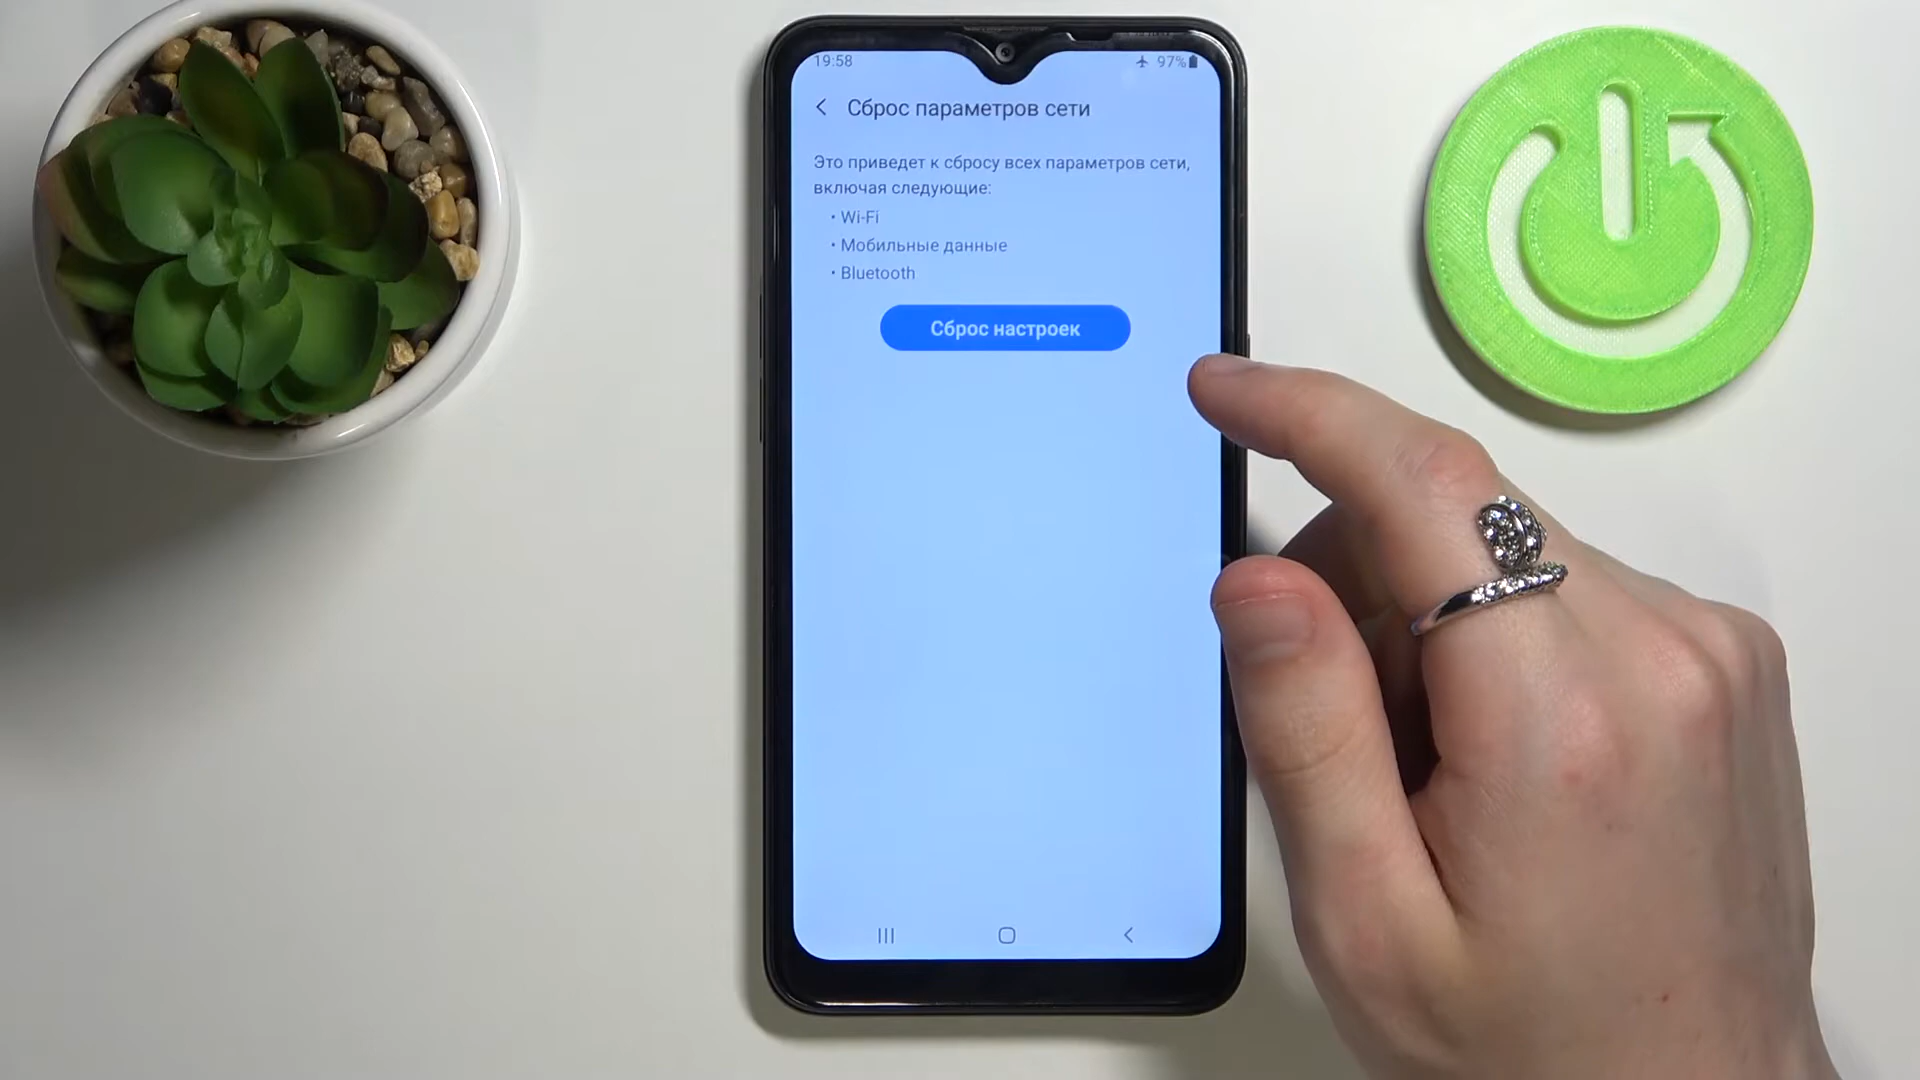 19:58
97%
Сброс параметров сети
Это приведет к сбросу всех параметров сети,
включая следующие:
• Wi-Fi
• Мобильные данные
• Bluetooth
Сброс настроек